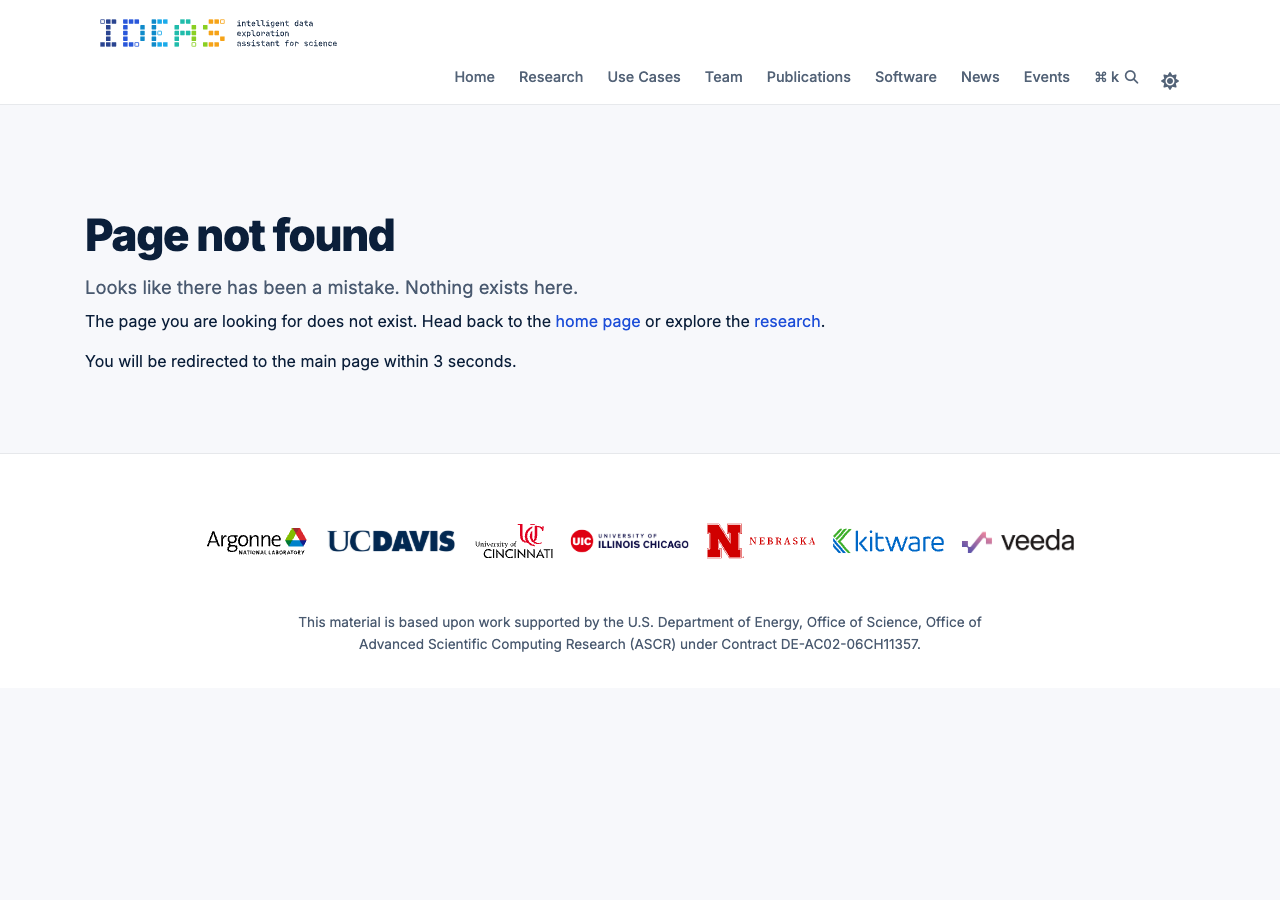 IDEAS
intelligent data
exploration
assistant for science
Home Research Use Cases Team Publications Software News Events ⌘ k
Page not found
Looks like there has been a mistake. Nothing exists here.
The page you are looking for does not exist. Head back to the home page or explore the research.
You will be redirected to the main page within 3 seconds.
Argonne
NATIONAL LABORATORY
UCDAVIS
UC
University of
CINCINNATI
UIC
UNIVERSITY OF
ILLINOIS CHICAGO
N
NEBRASKA
kitware
veeda
This material is based upon work supported by the U.S. Department of Energy, Office of Science, Office of
Advanced Scientific Computing Research (ASCR) under Contract DE-AC02-06CH11357.